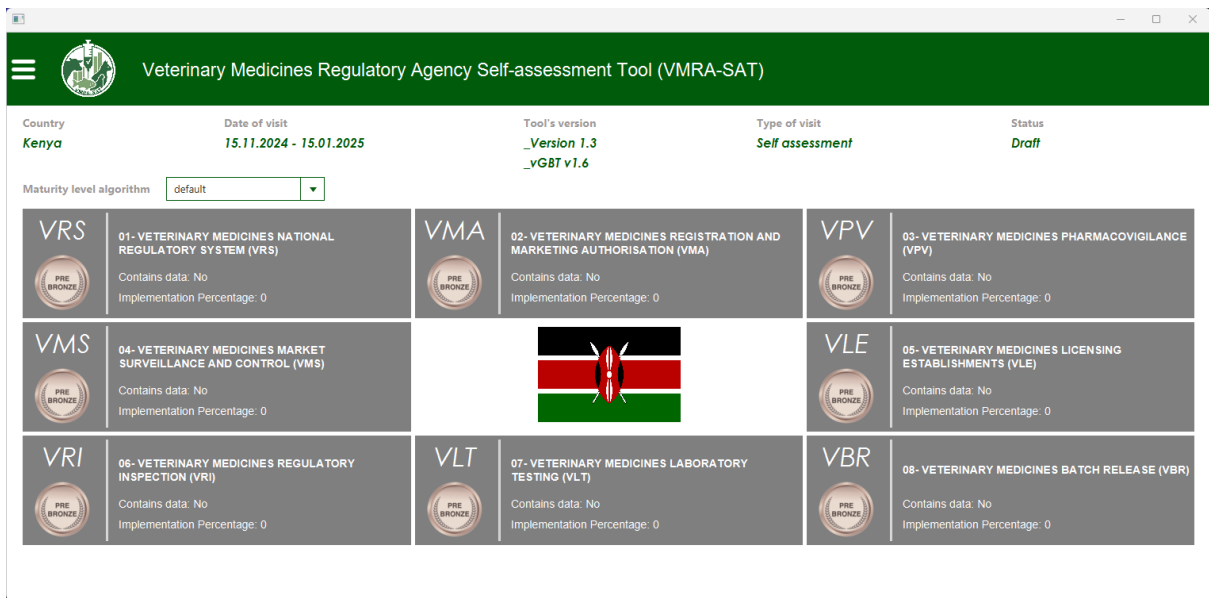 Veterinary Medicines Regulatory Agency Self-assessment Tool (VMRA-SAT)
Country
Date of visit
Tool's version
Type of visit
Status
Kenya
15.11.2024 - 15.01.2025
_Version 1.3
Self assessment
Draft
_vGBT v1.6
Maturity level algorithm
default
VRS
PRE
BRONZE
01- VETERINARY MEDICINES NATIONAL
REGULATORY SYSTEM (VRS)
Contains data: No
Implementation Percentage: 0
VMA
PRE
BRONZE
02- VETERINARY MEDICINES REGISTRATION AND
MARKETING AUTHORISATION (VMA)
Contains data: No
Implementation Percentage: 0
VPV
PRE
BRONZE
03- VETERINARY MEDICINES PHARMACOVIGILANCE
(VPV)
Contains data: No
Implementation Percentage: 0
VMS
PRE
BRONZE
04- VETERINARY MEDICINES MARKET
SURVEILLANCE AND CONTROL (VMS)
Contains data: No
Implementation Percentage: 0
VLE
PRE
BRONZE
05- VETERINARY MEDICINES LICENSING
ESTABLISHMENTS (VLE)
Contains data: No
Implementation Percentage: 0
VRI
PRE
BRONZE
06- VETERINARY MEDICINES REGULATORY
INSPECTION (VRI)
Contains data: No
Implementation Percentage: 0
VLT
PRE
BRONZE
07- VETERINARY MEDICINES LABORATORY
TESTING (VLT)
Contains data: No
Implementation Percentage: 0
VBR
PRE
BRONZE
08- VETERINARY MEDICINES BATCH RELEASE (VBR)
Contains data: No
Implementation Percentage: 0